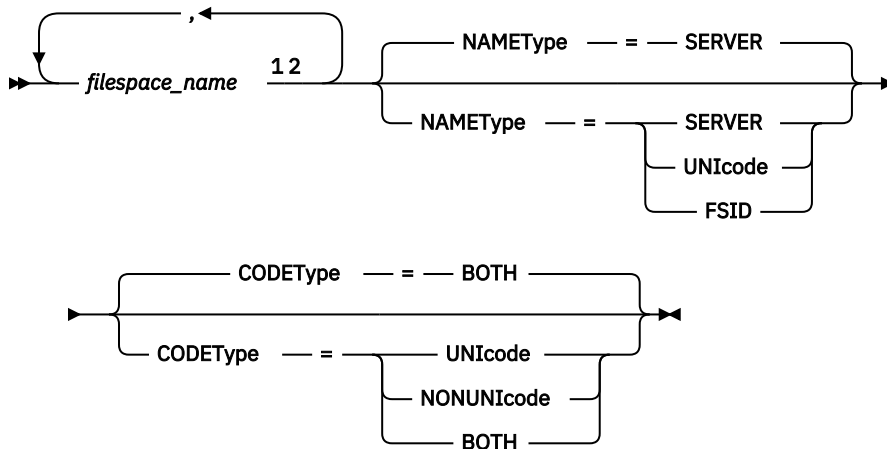 ,
filespace_name 1 2
NAMEType = SERVER
NAMEType = SERVER
UNIcode
FSID
CODEType = BOTH
CODEType = UNIcode
NONUNIcode
BOTH